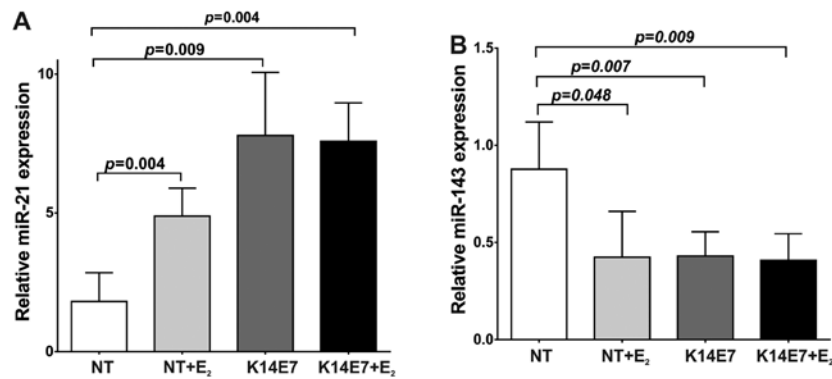 A
p=0.004
p=0.009
p=0.004
10
5
0
Relative miR-21 expression
NT
NT+E₂
K14E7
K14E7+E₂
B
p=0.009
p=0.007
p=0.048
1.5
1.0
0.5
0.0
Relative miR-143 expression
NT
NT+E₂
K14E7
K14E7+E₂